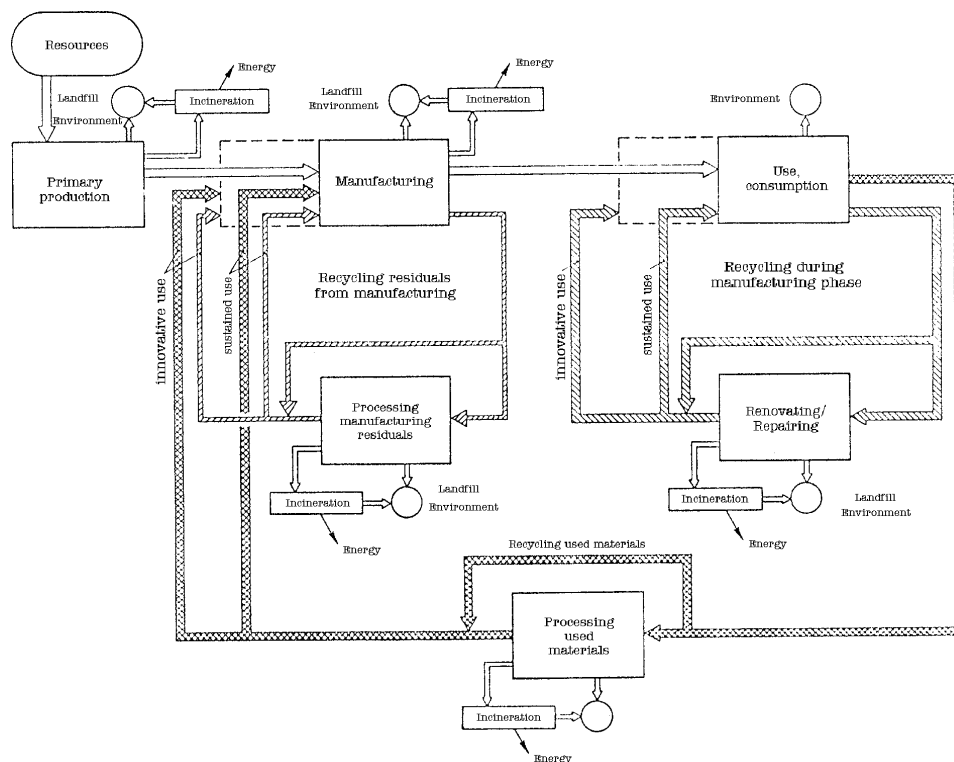 Resources
Energy
Landfill
Environment
Incineration
Primary
production
Energy
Landfill
Environment
Incineration
Manufacturing
Environment
Use,
consumption
innovative use
sustained use
Recycling residuals
from manufacturing
innovative use
sustained use
Recycling during
manufacturing phase
Processing
manufacturing
residuals
Renovating/
Repairing
Incineration
Landfill
Environment
Energy
Incineration
Landfill
Environment
Energy
Recycling used materials
Processing
used
materials
Incineration
Energy